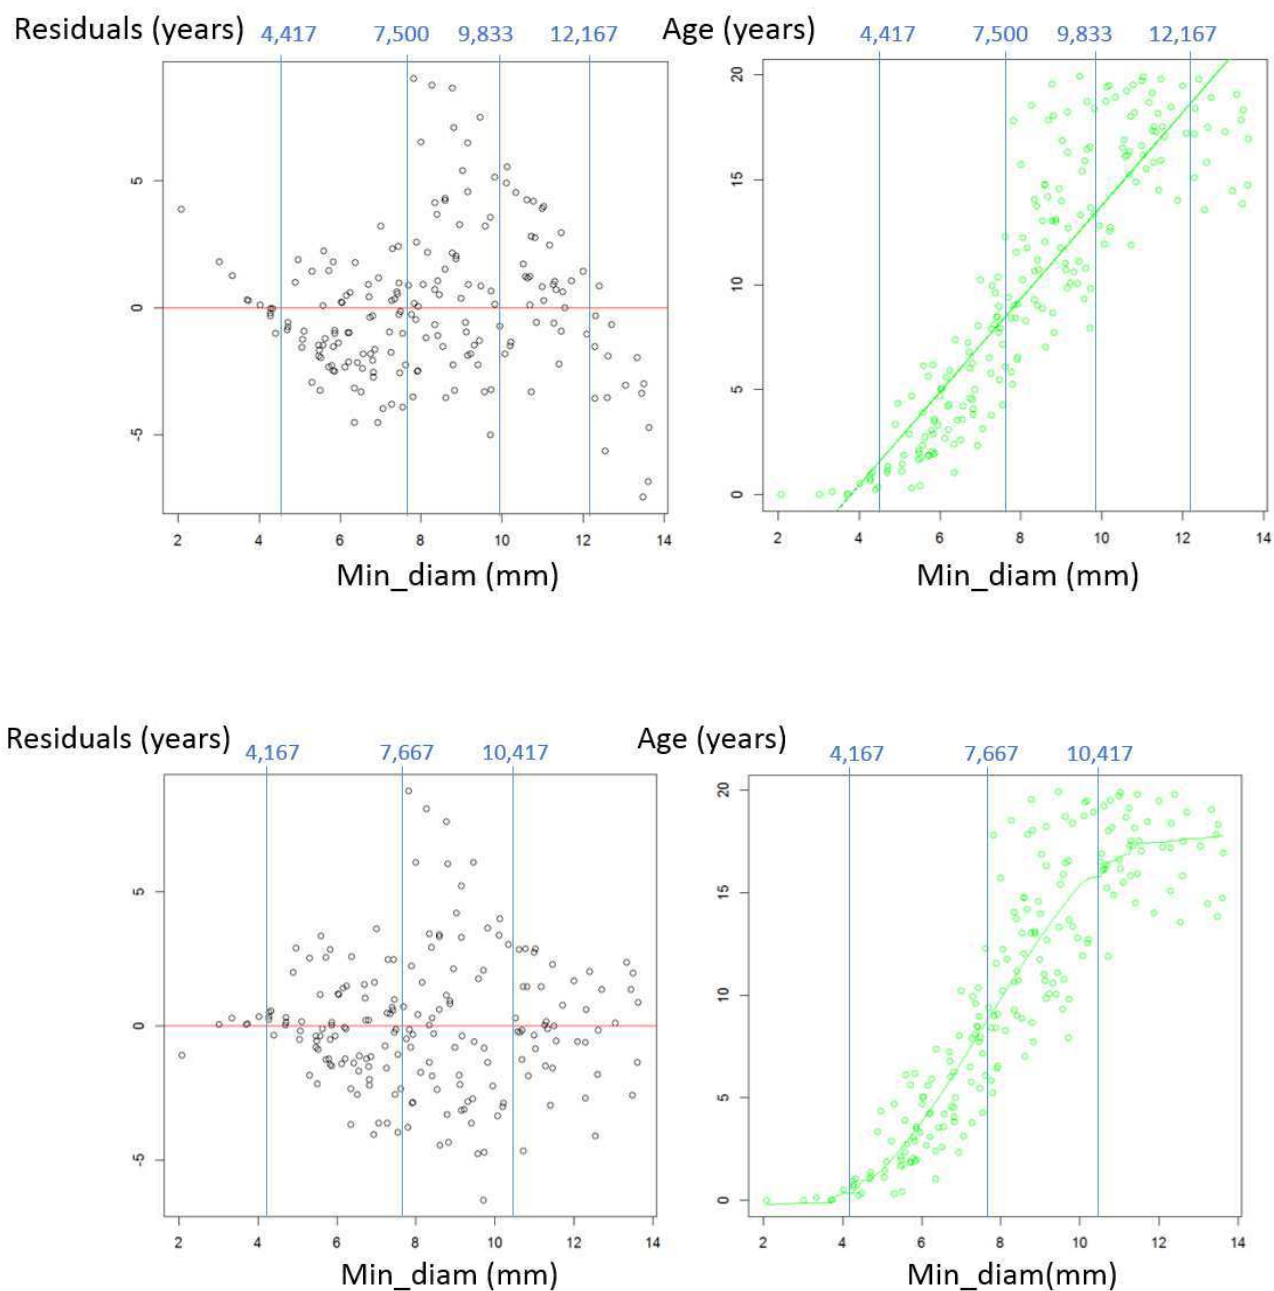 Residuals (years) 4,417 7,500 9,833 12,167
5
0
-5
2 4 6 8 10 12 14
Min_diam (mm)
Age (years) 4,417 7,500 9,833 12,167
20
15
10
5
0
2 4 6 8 10 12 14
Min_diam (mm)
Residuals (years) 4,167 7,667 10,417
5
0
-5
2 4 6 8 10 12 14
Min_diam (mm)
Age (years) 4,167 7,667 10,417
20
15
10
5
0
2 4 6 8 10 12 14
Min_diam(mm)